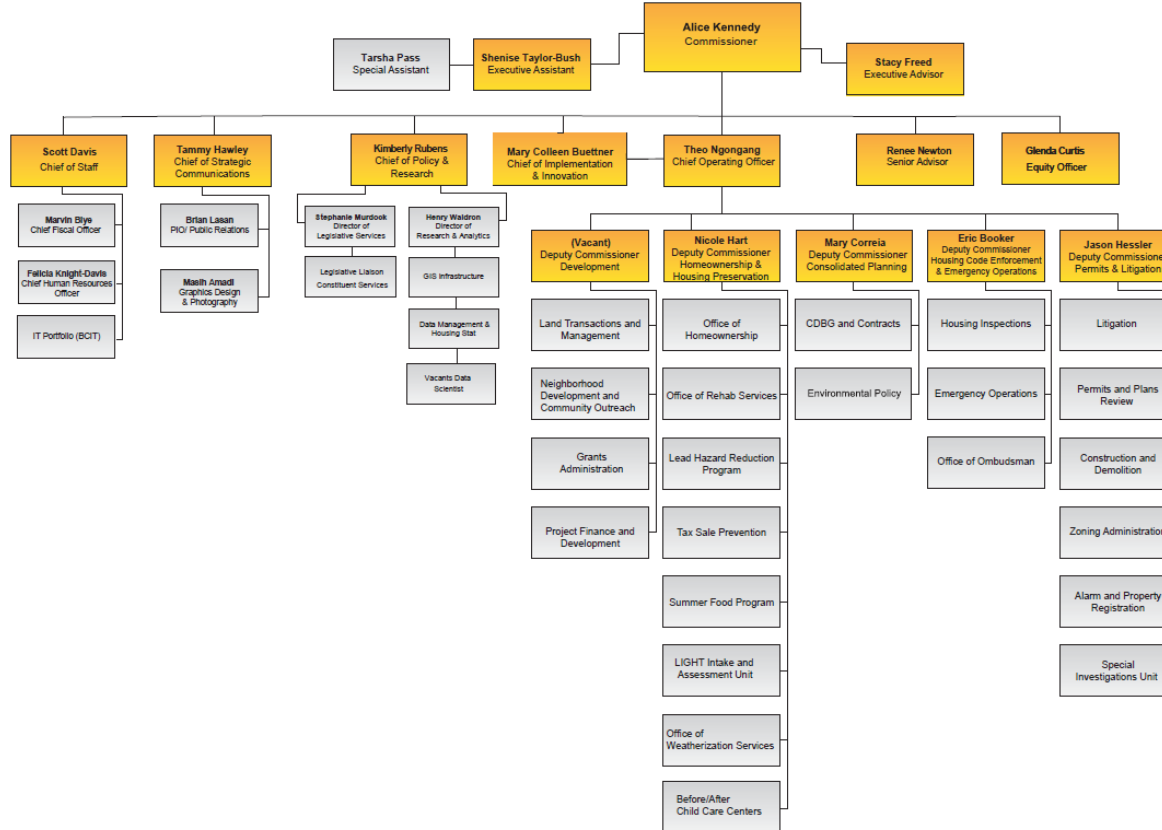 Alice Kennedy
Commissioner
Tarsha Pass
Special Assistant
Shenise Taylor-Bush
Executive Assistant
Stacy Freed
Executive Advisor
Scott Davis
Chief of Staff
Tammy Hawley
Chief of Strategic
Communications
Kimberly Rubens
Chief of Policy &
Research
Mary Colleen Buettner
Chief of Implementation
& Innovation
Theo Ngongang
Chief Operating Officer
Renee Newton
Senior Advisor
Glenda Curtis
Equity Officer
Marvin Blye
Chief Fiscal Officer
Felicia Knight-Davis
Chief Human Resources
Officer
IT Portfolio (BCIT)
Brian Lasan
PIO/ Public Relations
Masih Amadi
Graphics Design
& Photography
Stephanie Murdook
Director of
Legislative Services
Legislative Liaison
Constituent Services
Henry Waldron
Director of
Research & Analytics
GIS Infrastructure
Data Management &
Housing Stat
Vacants Data
Scientist
(Vacant)
Deputy Commissioner
Development
Land Transactions and
Management
Neighborhood
Development and
Community Outreach
Grants
Administration
Project Finance and
Development
Nicole Hart
Deputy Commissioner
Homeownership &
Housing Preservation
Office of
Homeownership
Office of Rehab Services
Lead Hazard Reduction
Program
Tax Sale Prevention
Summer Food Program
LIGHT Intake and
Assessment Unit
Office of
Weatherization Services
Before/After
Child Care Centers
Mary Correia
Deputy Commissioner
Consolidated Planning
CDBG and Contracts
Environmental Policy
Eric Booker
Deputy Commissioner
Housing Code Enforcement
& Emergency Operations
Housing Inspections
Emergency Operations
Office of Ombudsman
Jason Hessler
Deputy Commissione
Permits & Litigation
Litigation
Permits and Plans
Review
Construction and
Demolition
Zoning Administration
Alarm and Property
Registration
Special
Investigations Unit